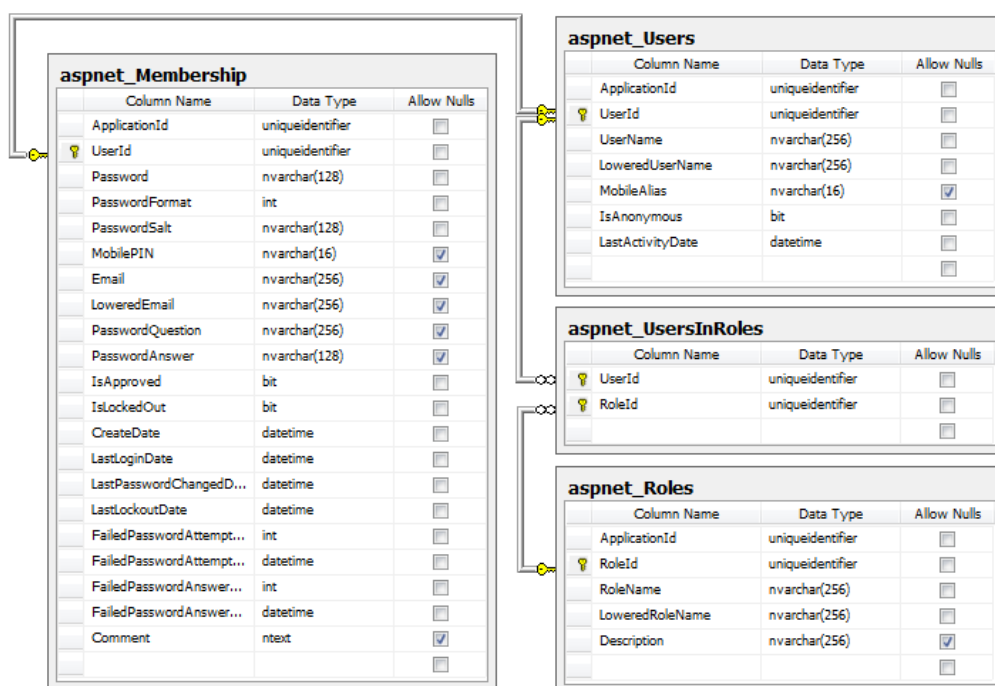 aspnet_Membership
Column Name Data Type Allow Nulls
ApplicationId uniqueidentifier
UserId uniqueidentifier
Password nvarchar(128)
PasswordFormat int
PasswordSalt nvarchar(128)
MobilePIN nvarchar(16)
Email nvarchar(256)
LoweredEmail nvarchar(256)
PasswordQuestion nvarchar(256)
PasswordAnswer nvarchar(128)
IsApproved bit
IsLockedOut bit
CreateDate datetime
LastLoginDate datetime
LastPasswordChangedD... datetime
LastLockoutDate datetime
FailedPasswordAttempt... int
FailedPasswordAttempt... datetime
FailedPasswordAnswer... int
FailedPasswordAnswer... datetime
Comment ntext
aspnet_Users
Column Name Data Type Allow Nulls
ApplicationId uniqueidentifier
UserId uniqueidentifier
UserName nvarchar(256)
LoweredUserName nvarchar(256)
MobileAlias nvarchar(16)
IsAnonymous bit
LastActivityDate datetime
aspnet_UsersInRoles
Column Name Data Type Allow Nulls
UserId uniqueidentifier
RoleId uniqueidentifier
aspnet_Roles
Column Name Data Type Allow Nulls
ApplicationId uniqueidentifier
RoleId uniqueidentifier
RoleName nvarchar(256)
LoweredRoleName nvarchar(256)
Description nvarchar(256)